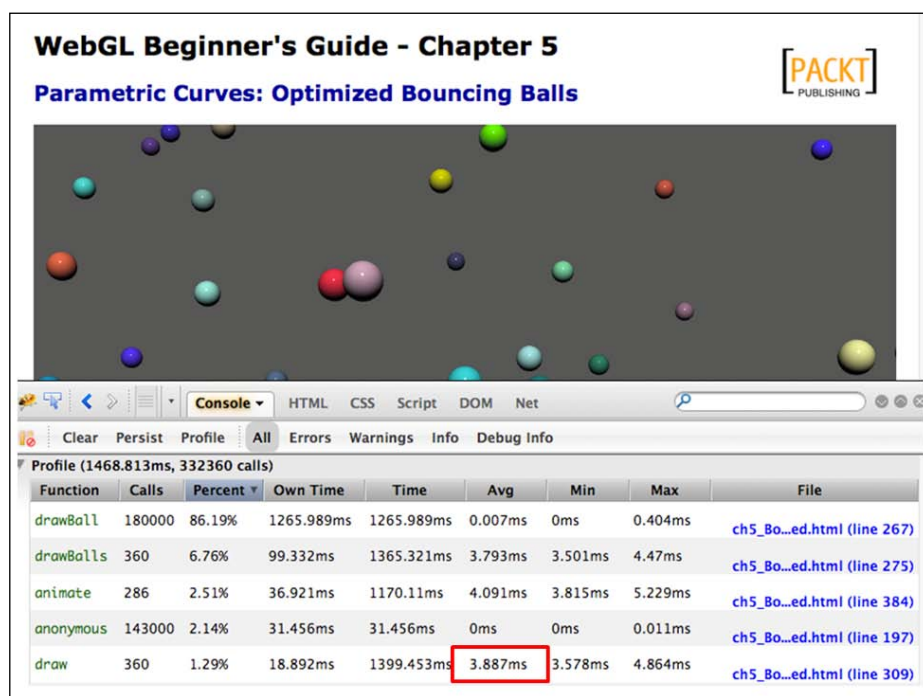 WebGL Beginner's Guide - Chapter 5
[PACKT]
PUBLISHING
Parametric Curves: Optimized Bouncing Balls
Console HTML CSS Script DOM Net
Clear Persist Profile All Errors Warnings Info Debug Info
Profile (1468.813ms, 332360 calls)
Function Calls Percent Own Time Time Avg Min Max File
drawBall 180000 86.19% 1265.989ms 1265.989ms 0.007ms 0ms 0.404ms ch5_Bo...ed.html (line 267)
drawBalls 360 6.76% 99.332ms 1365.321ms 3.793ms 3.501ms 4.47ms ch5_Bo...ed.html (line 275)
animate 286 2.51% 36.921ms 1170.11ms 4.091ms 3.815ms 5.229ms ch5_Bo...ed.html (line 384)
anonymous 143000 2.14% 31.456ms 31.456ms 0ms 0ms 0.011ms ch5_Bo...ed.html (line 197)
draw 360 1.29% 18.892ms 1399.453ms 3.887ms 3.578ms 4.864ms ch5_Bo...ed.html (line 309)